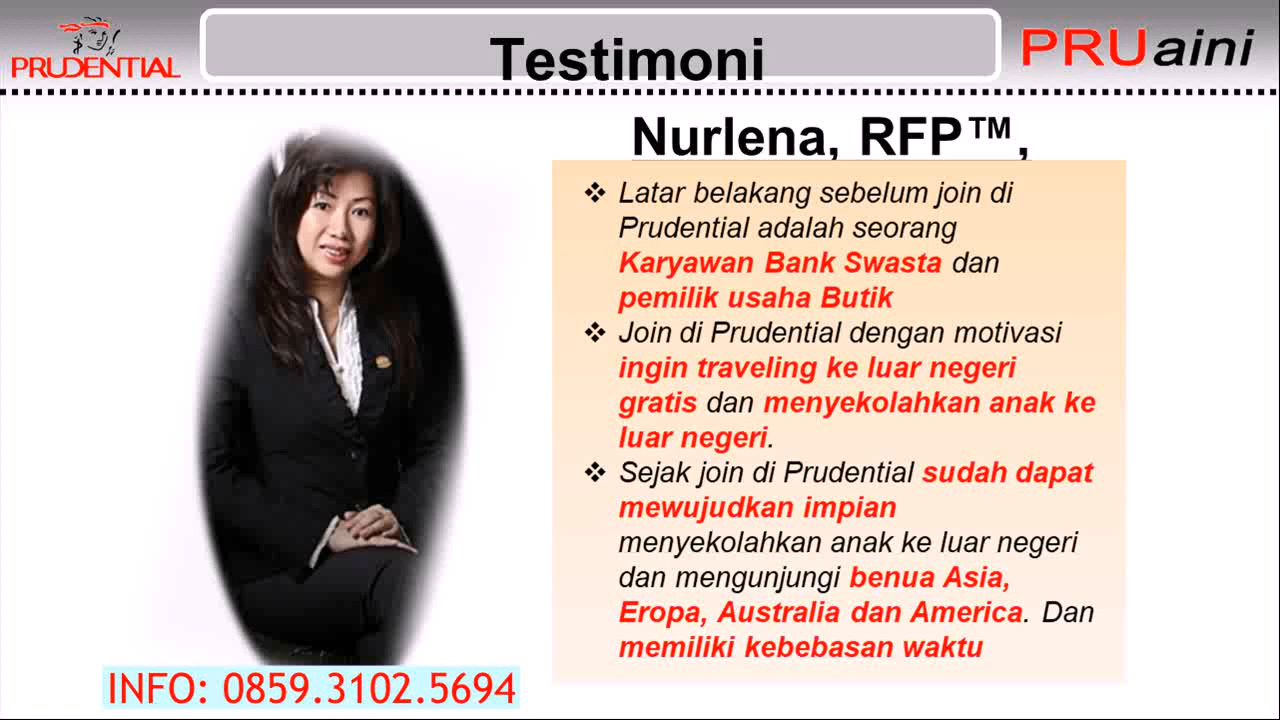 PRUDENTIAL
Testimoni
PRUaini
Nurlena, RFP™,
❖ Latar belakang sebelum join di
Prudential adalah seorang
Karyawan Bank Swasta dan
pemilik usaha Butik
❖ Join di Prudential dengan motivasi
ingin traveling ke luar negeri
gratis dan menyekolahkan anak ke
luar negeri.
❖ Sejak join di Prudential sudah dapat
mewujudkan impian
menyekolahkan anak ke luar negeri
dan mengunjungi benua Asia,
Eropa, Australia dan America. Dan
memiliki kebebasan waktu
INFO: 0859.3102.5694